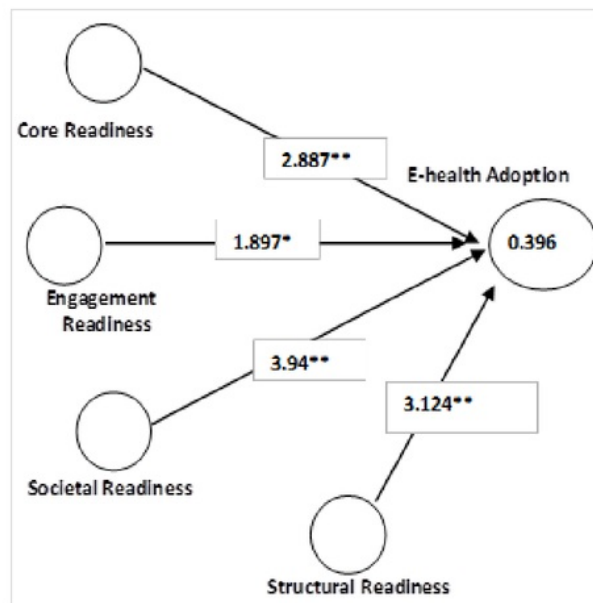 Core Readiness
2.887**
E-health Adoption
1.897*
0.396
Engagement
Readiness
3.94**
3.124**
Societal Readiness
Structural Readiness